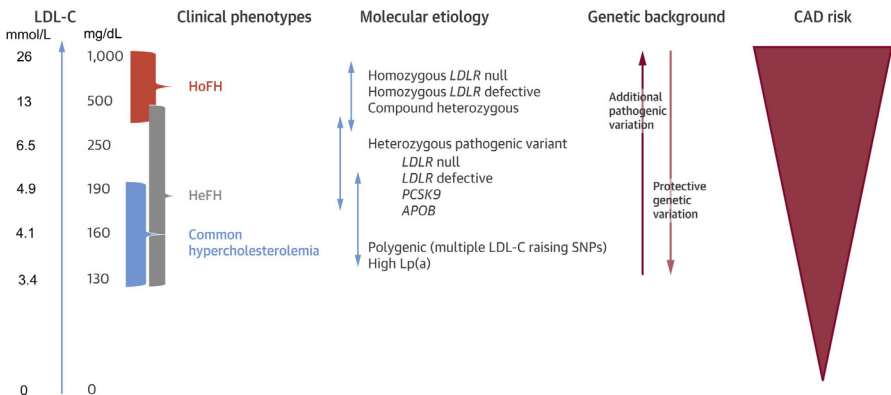 LDL-C Clinical phenotypes Molecular etiology Genetic background CAD risk
mmol/L mg/dL
26 1,000
13 500
6.5 250
4.9 190
4.1 160
3.4 130
0 0
HoFH
HeFH
Common
hypercholesterolemia
Homozygous LDLR null
Homozygous LDLR defective
Compound heterozygous
Heterozygous pathogenic variant
LDLR null
LDLR defective
PCSK9
APOB
Polygenic (multiple LDL-C raising SNPs)
High Lp(a)
Additional
pathogenic
variation
Protective
genetic
variation